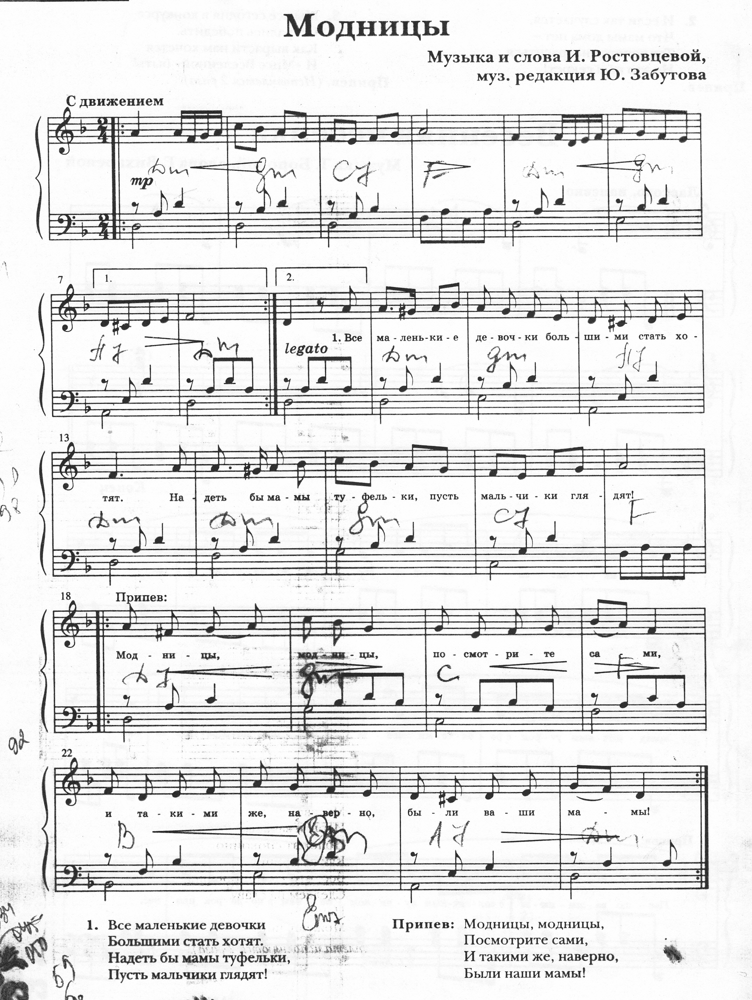 Модницы
Музыка и слова И. Ростовцевой,
муз. редакция Ю. Забутова
С движением
2/4
Dm gm C7 F Dm gm
mp
2/4
7
1. 2.
1. Все ма - лень - ки - е де - воч - ки боль - ши - ми стать хо -
A7 Dm legato Dm gm A7
13
тят. На - деть бы ма - мы ту - фель - ки, пусть маль - чи - ки гля - дят!
Dm Dm gm C7 F
18 Припев:
Мод - ни - цы, мод - ни - цы, по - смот - ри - те са ми,
D7 gm C F
22
и та - ки - ми же, на - вер - но, бы - ли ва - ши ма - мы!
B A7 Dm
92
1. Все маленькие девочки
Большими стать хотят.
Надеть бы мамы туфельки,
Пусть мальчики глядят!
Припев: Модницы, модницы,
Посмотрите сами,
И такими же, наверно,
Были наши мамы!